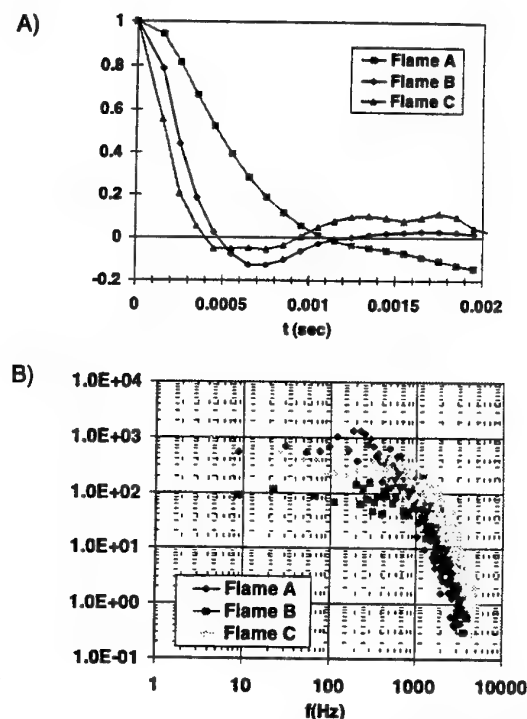 A)
1
0.8
0.6
0.4
0.2
0
-0.2
Flame A
Flame B
Flame C
0 0.0005 0.001 0.0015 0.002
t (sec)
B)
1.0E+04
1.0E+03
1.0E+02
1.0E+01
1.0E+00
1.0E-01
Flame A
Flame B
Flame C
1 10 100 1000 10000
f(Hz)